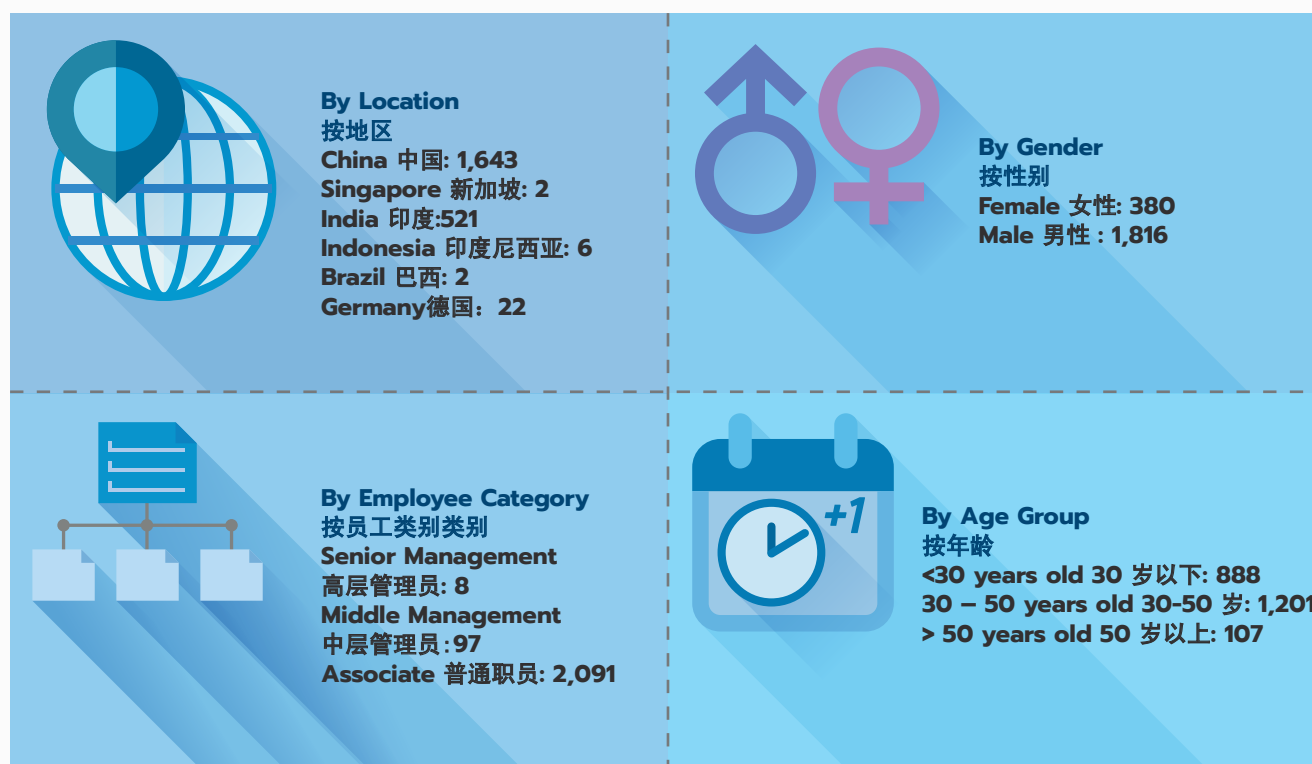 By Location
按地区
China 中国: 1,643
Singapore 新加坡: 2
India 印度:521
Indonesia 印度尼西亚: 6
Brazil 巴西: 2
Germany德国：22
By Gender
按性别
Female 女性: 380
Male 男性 : 1,816
By Employee Category
按员工类别类别
Senior Management
高层管理员: 8
Middle Management
中层管理员:97
Associate 普通职员: 2,091
+1
By Age Group
按年龄
<30 years old 30 岁以下: 888
30 – 50 years old 30-50 岁: 1,201
> 50 years old 50 岁以上: 107